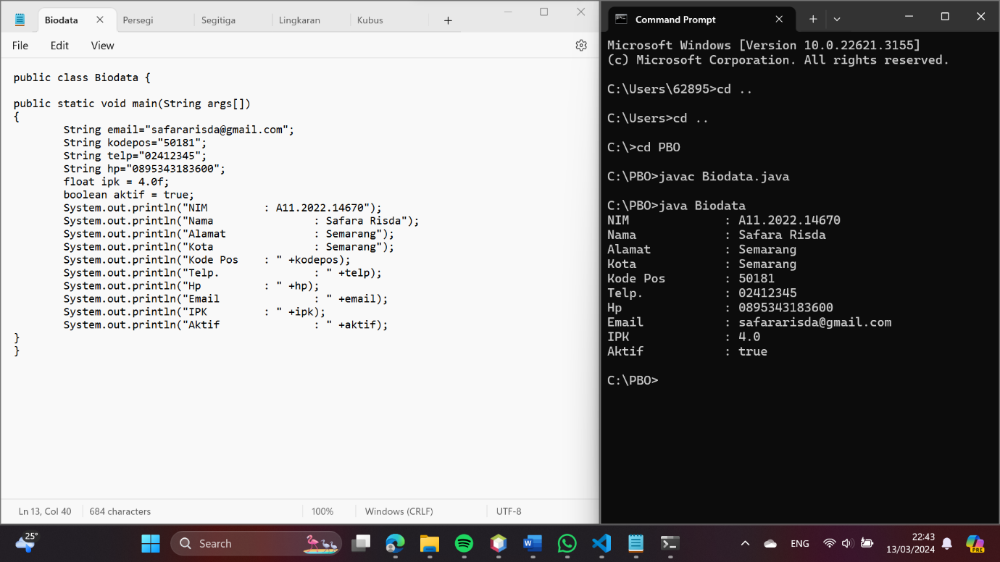 Biodata
Persegi
Segitiga
Lingkaran
Kubus
File Edit View
public class Biodata {
public static void main(String args[])
{
String email="safararisda@gmail.com";
String kodepos="50181";
String telp="02412345";
String hp="0895343183600";
float ipk = 4.0f;
boolean aktif = true;
System.out.println("NIM : A11.2022.14670");
System.out.println("Nama : Safara Risda");
System.out.println("Alamat : Semarang");
System.out.println("Kota : Semarang");
System.out.println("Kode Pos : " +kodepos);
System.out.println("Telp. : " +telp);
System.out.println("Hp : " +hp);
System.out.println("Email : " +email);
System.out.println("IPK : " +ipk);
System.out.println("Aktif : " +aktif);
}
}
Ln 13, Col 40
684 characters
100%
Windows (CRLF)
UTF-8
Command Prompt
Microsoft Windows [Version 10.0.22621.3155]
(c) Microsoft Corporation. All rights reserved.
C:\Users\62895>cd ..
C:\Users>cd ..
C:\>cd PBO
C:\PBO>javac Biodata.java
C:\PBO>java Biodata
NIM : A11.2022.14670
Nama : Safara Risda
Alamat : Semarang
Kota : Semarang
Kode Pos : 50181
Telp. : 02412345
Hp : 0895343183600
Email : safararisda@gmail.com
IPK : 4.0
Aktif : true
C:\PBO>
25°
Search
ENG
22:43
13/03/2024
PRE